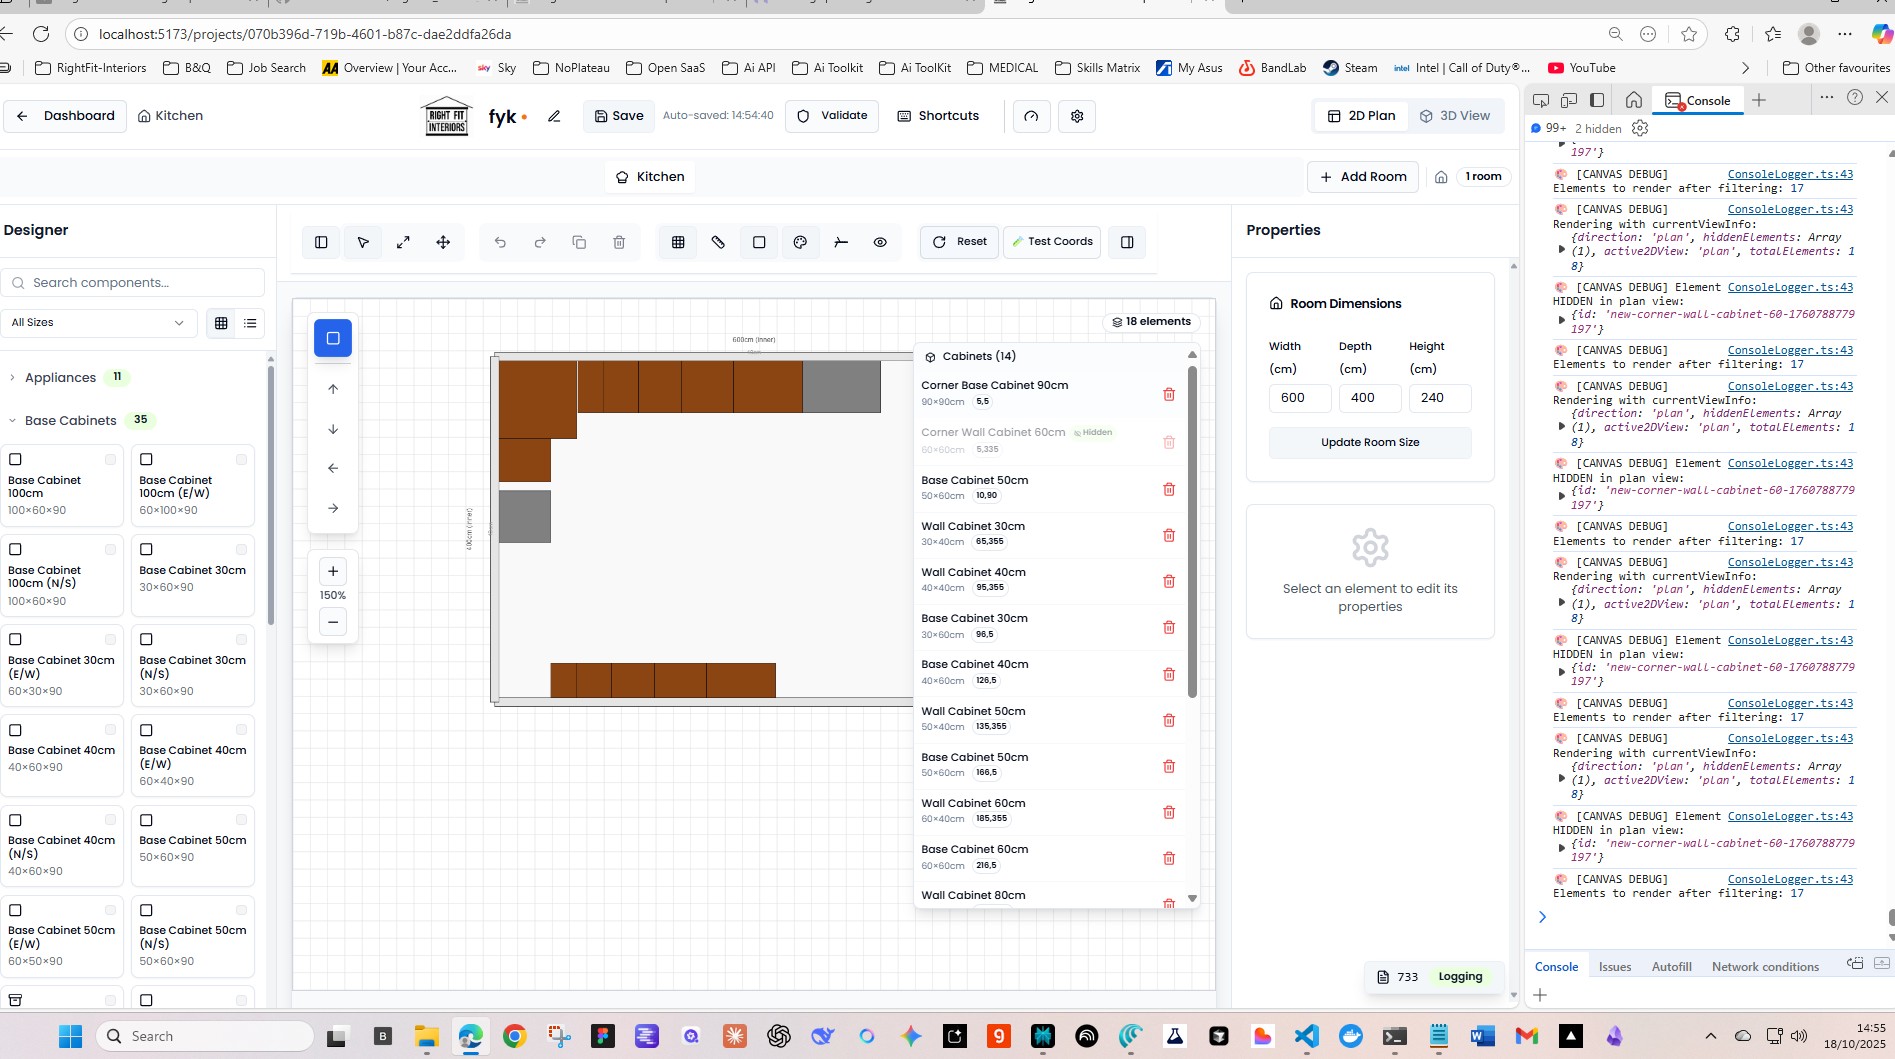 localhost:5173/projects/070b396d-719b-4601-b87c-dae2ddfa26da
RightFit-Interiors
B&Q
Job Search
AA Overview | Your Acc...
sky Sky
NoPlateau
Open SaaS
Ai API
Ai Toolkit
Ai ToolKit
MEDICAL
Skills Matrix
My Asus
BandLab
Steam
intel Intel | Call of Duty®...
YouTube
Other favourites
Dashboard
Kitchen
RIGHT FIT
INTERIORS
fyk
Save
Auto-saved: 14:54:40
Validate
Shortcuts
2D Plan
3D View
Kitchen
Add Room
1 room
Designer
Search components...
All Sizes
Appliances 11
Base Cabinets 35
Base Cabinet
100cm
100×60×90
Base Cabinet
100cm (E/W)
60×100×90
Base Cabinet
100cm (N/S)
100×60×90
Base Cabinet 30cm
30×60×90
Base Cabinet 30cm
(E/W)
60×30×90
Base Cabinet 30cm
(N/S)
30×60×90
Base Cabinet 40cm
40×60×90
Base Cabinet 40cm
(E/W)
60×40×90
Base Cabinet 40cm
(N/S)
40×60×90
Base Cabinet 50cm
50×60×90
Base Cabinet 50cm
(E/W)
60×50×90
Base Cabinet 50cm
(N/S)
50×60×90
Reset
Test Coords
150%
600cm (inner)
400cm (inner)
18 elements
Cabinets (14)
Corner Base Cabinet 90cm
90×90cm 5,5
Corner Wall Cabinet 60cm Hidden
60×60cm 5,335
Base Cabinet 50cm
50×60cm 10,90
Wall Cabinet 30cm
30×40cm 65,355
Wall Cabinet 40cm
40×40cm 95,355
Base Cabinet 30cm
30×60cm 96,5
Base Cabinet 40cm
40×60cm 126,5
Wall Cabinet 50cm
50×40cm 135,355
Base Cabinet 50cm
50×60cm 166,5
Wall Cabinet 60cm
60×40cm 185,355
Base Cabinet 60cm
60×60cm 216,5
Wall Cabinet 80cm
Properties
Room Dimensions
Width
(cm)
Depth
(cm)
Height
(cm)
600
400
240
Update Room Size
Select an element to edit its
properties
733 Logging
Console
99+ 2 hidden
197'}
[CANVAS DEBUG] ConsoleLogger.ts:43
Elements to render after filtering: 17
[CANVAS DEBUG] ConsoleLogger.ts:43
Rendering with currentViewInfo:
{direction: 'plan', hiddenElements: Array
(1), active2DView: 'plan', totalElements: 1
8}
[CANVAS DEBUG] Element ConsoleLogger.ts:43
HIDDEN in plan view:
{id: 'new-corner-wall-cabinet-60-1760788779
197'}
[CANVAS DEBUG] ConsoleLogger.ts:43
Elements to render after filtering: 17
[CANVAS DEBUG] ConsoleLogger.ts:43
Rendering with currentViewInfo:
{direction: 'plan', hiddenElements: Array
(1), active2DView: 'plan', totalElements: 1
8}
[CANVAS DEBUG] Element ConsoleLogger.ts:43
HIDDEN in plan view:
{id: 'new-corner-wall-cabinet-60-1760788779
197'}
[CANVAS DEBUG] ConsoleLogger.ts:43
Elements to render after filtering: 17
[CANVAS DEBUG] ConsoleLogger.ts:43
Rendering with currentViewInfo:
{direction: 'plan', hiddenElements: Array
(1), active2DView: 'plan', totalElements: 1
8}
[CANVAS DEBUG] Element ConsoleLogger.ts:43
HIDDEN in plan view:
{id: 'new-corner-wall-cabinet-60-1760788779
197'}
[CANVAS DEBUG] ConsoleLogger.ts:43
Elements to render after filtering: 17
[CANVAS DEBUG] ConsoleLogger.ts:43
Rendering with currentViewInfo:
{direction: 'plan', hiddenElements: Array
(1), active2DView: 'plan', totalElements: 1
8}
[CANVAS DEBUG] Element ConsoleLogger.ts:43
HIDDEN in plan view:
{id: 'new-corner-wall-cabinet-60-1760788779
197'}
[CANVAS DEBUG] ConsoleLogger.ts:43
Elements to render after filtering: 17
Console
Issues
Autofill
Network conditions
Search
14:55
18/10/2025